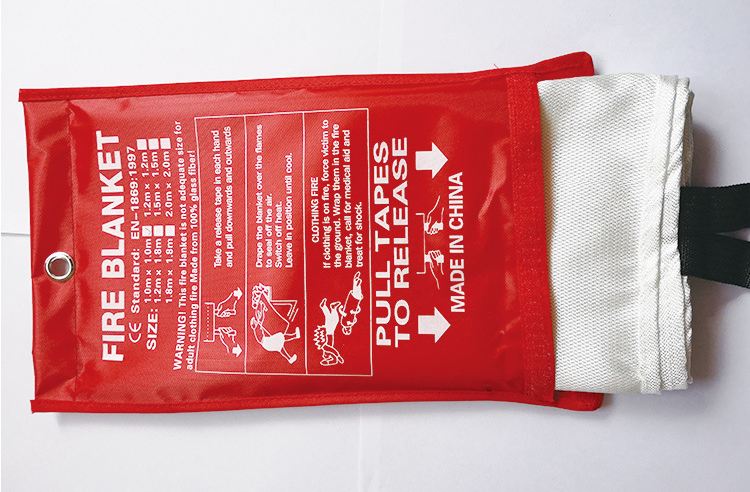 FIRE BLANKET
CE Standard: EN-1869:1997
SIZE: 1.0m × 1.0m 1.2m × 1.2m
1.2m × 1.8m 1.5m × 1.5m
1.8m × 1.8m 2.0m × 2.0m
WARNING! This fire blanket is not adequate size for
adult clothing fire Made from 100% glass fiber!
Take a release tape in each hand
and pull downwards and outwards
Drape the blanket over the flames
to seal off the air.
Switch off heat.
Leave in position until cool.
CLOTHING FIRE
If clothing is on fire, force victim to
the ground. Wrap them in the fire
blanket, call for medical aid and
treat for shock.
PULL TAPES
TO RELEASE
MADE IN CHINA